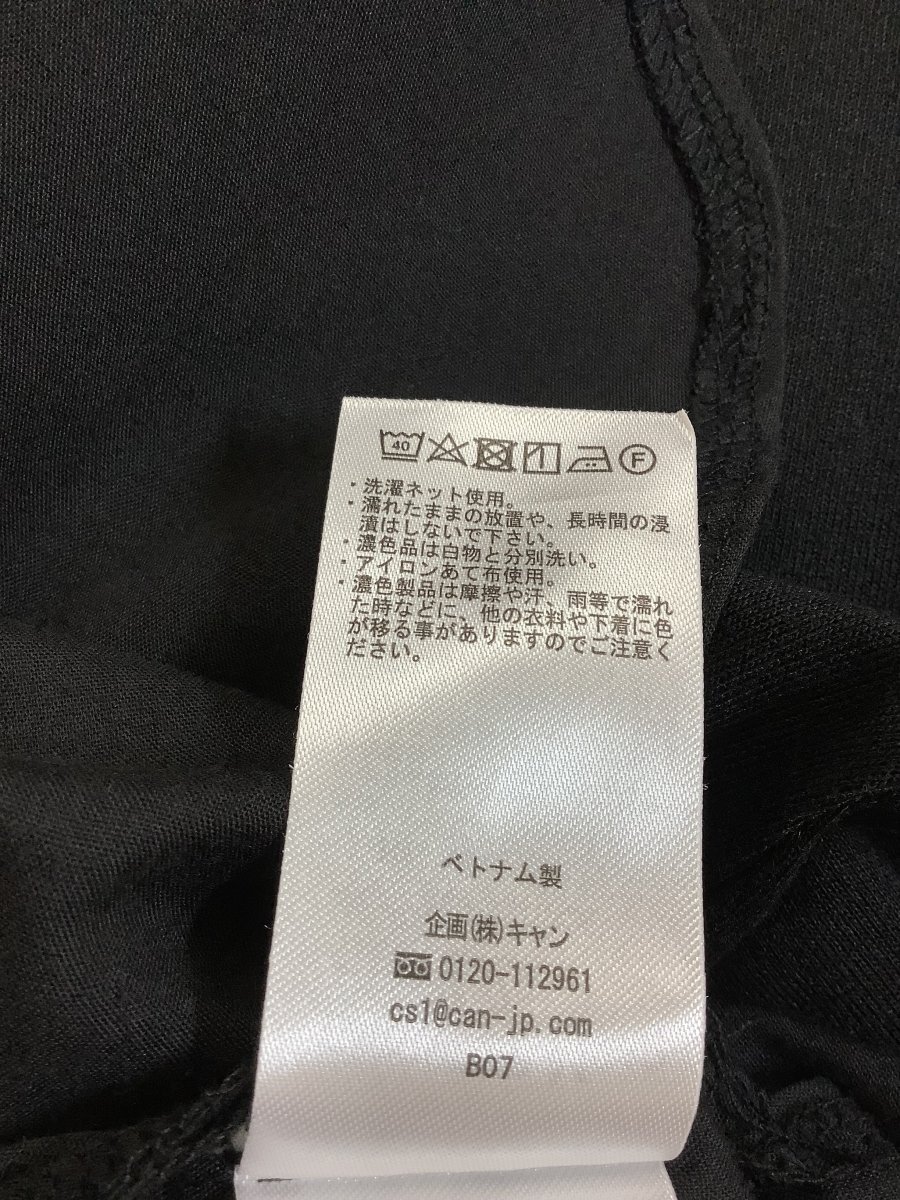 40 F
・洗濯ネット使用。
・濡れたままの放置や、長時間の浸
漬はしないで下さい。
・濃色品は白物と分別洗い。
・アイロンあて布使用。
・濃色製品は摩擦や汗、雨等で濡れ
た時などに、他の衣料や下着に色
が移る事がありますのでご注意く
ださい。
ベトナム製
企画(株)キャン
0120-112961
cs1@can-jp.com
B07